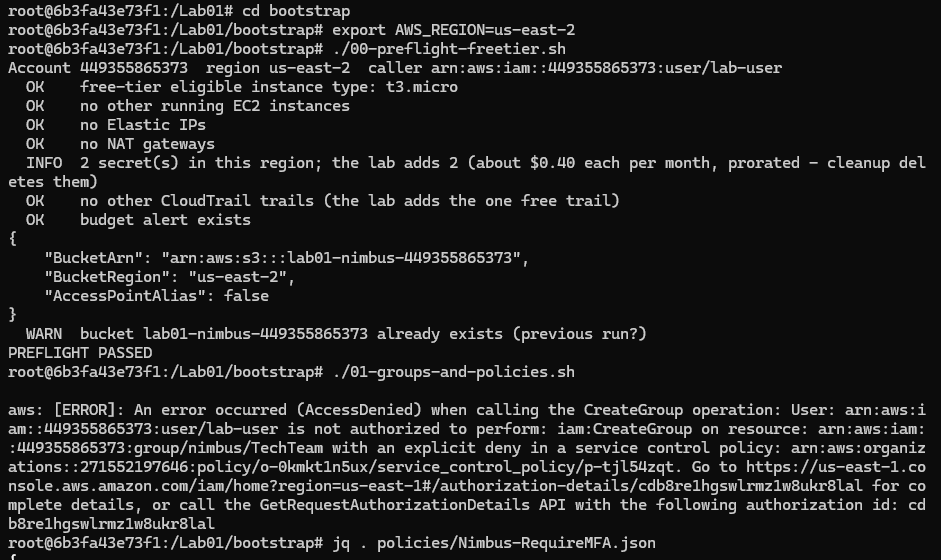 root@6b3fa43e73f1:/Lab01# cd bootstrap
root@6b3fa43e73f1:/Lab01/bootstrap# export AWS_REGION=us-east-2
root@6b3fa43e73f1:/Lab01/bootstrap# ./00-preflight-freetier.sh
Account 449355865373  region us-east-2  caller arn:aws:iam::449355865373:user/lab-user
  OK    free-tier eligible instance type: t3.micro
  OK    no other running EC2 instances
  OK    no Elastic IPs
  OK    no NAT gateways
  INFO  2 secret(s) in this region; the lab adds 2 (about $0.40 each per month, prorated - cleanup del
etes them)
  OK    no other CloudTrail trails (the lab adds the one free trail)
  OK    budget alert exists
{
    "BucketArn": "arn:aws:s3:::lab01-nimbus-449355865373",
    "BucketRegion": "us-east-2",
    "AccessPointAlias": false
}
  WARN  bucket lab01-nimbus-449355865373 already exists (previous run?)
PREFLIGHT PASSED
root@6b3fa43e73f1:/Lab01/bootstrap# ./01-groups-and-policies.sh

aws: [ERROR]: An error occurred (AccessDenied) when calling the CreateGroup operation: User: arn:aws:i
am::449355865373:user/lab-user is not authorized to perform: iam:CreateGroup on resource: arn:aws:iam:
:449355865373:group/nimbus/TechTeam with an explicit deny in a service control policy: arn:aws:organiz
ations::271552197646:policy/o-0kmkt1n5ux/service_control_policy/p-tjl54zqt. Go to https://us-east-1.co
nsole.aws.amazon.com/iam/home?region=us-east-1#/authorization-details/cdb8re1hgswlrmz1w8ukr8lal for co
mplete details, or call the GetRequestAuthorizationDetails API with the following authorization id: cd
b8re1hgswlrmz1w8ukr8lal
root@6b3fa43e73f1:/Lab01/bootstrap# jq . policies/Nimbus-RequireMFA.json
{